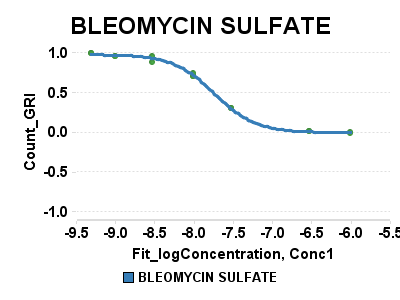 BLEOMYCIN SULFATE
Count_GRI
1.0
0.5
0.0
-0.5
-1.0
-9.5 -9.0 -8.5 -8.0 -7.5 -7.0 -6.5 -6.0 -5.5
Fit_logConcentration, Conc1
BLEOMYCIN SULFATE